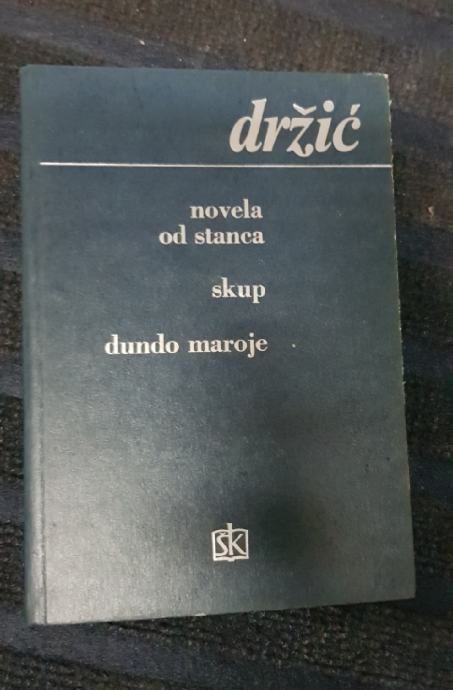 držić
novela
od stanca
skup
dundo maroje
ŠK